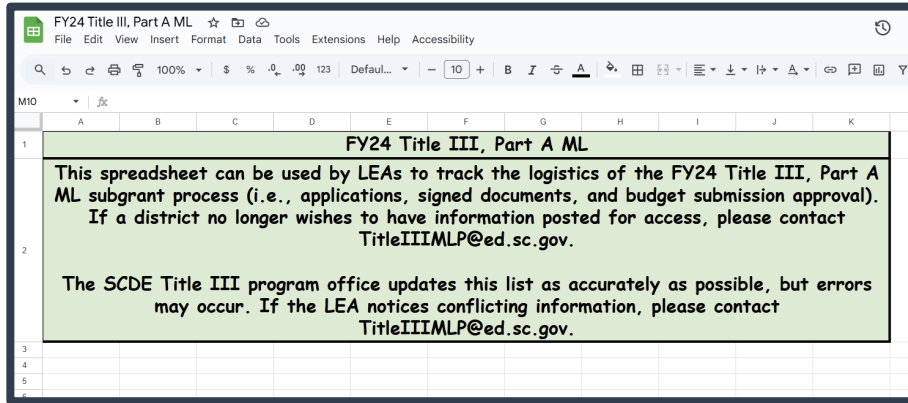 FY24 Title III, Part A ML
File Edit View Insert Format Data Tools Extensions Help Accessibility
100% $ % .0 .00 123 Defaul... − 10 + B I A A
M10 fx
A B C D E F G H I J K
1 FY24 Title III, Part A ML
This spreadsheet can be used by LEAs to track the logistics of the FY24 Title III, Part A
ML subgrant process (i.e., applications, signed documents, and budget submission approval).
If a district no longer wishes to have information posted for access, please contact
TitleIIIMLP@ed.sc.gov.
2
The SCDE Title III program office updates this list as accurately as possible, but errors
may occur. If the LEA notices conflicting information, please contact
TitleIIIMLP@ed.sc.gov.
3
4
5
6